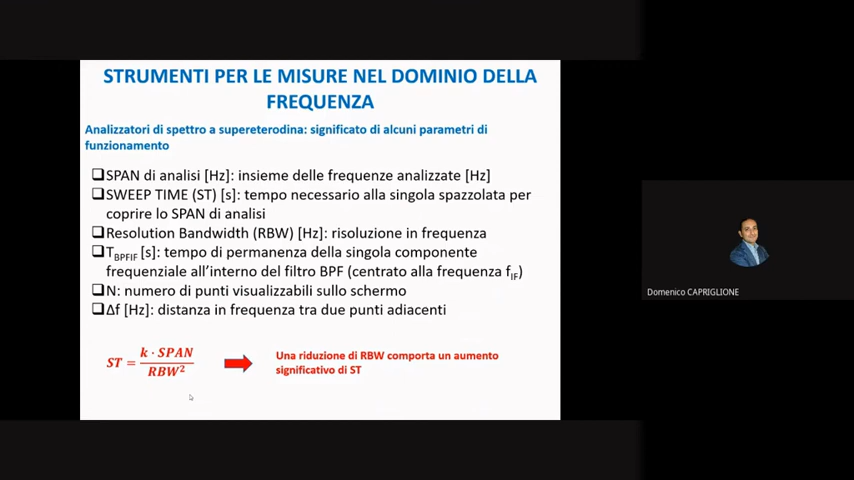 STRUMENTI PER LE MISURE NEL DOMINIO DELLA
FREQUENZA
Analizzatori di spettro a supereterodina: significato di alcuni parametri di
funzionamento
❑SPAN di analisi [Hz]: insieme delle frequenze analizzate [Hz]
❑SWEEP TIME (ST) [s]: tempo necessario alla singola spazzolata per
coprire lo SPAN di analisi
❑Resolution Bandwidth (RBW) [Hz]: risoluzione in frequenza
❑T_BPFIF [s]: tempo di permanenza della singola componente
frequenziale all'interno del filtro BPF (centrato alla frequenza f_IF)
❑N: numero di punti visualizzabili sullo schermo
❑Δf [Hz]: distanza in frequenza tra due punti adiacenti
ST = k · SPAN / RBW²
Una riduzione di RBW comporta un aumento
significativo di ST
Domenico CAPRIGLIONE